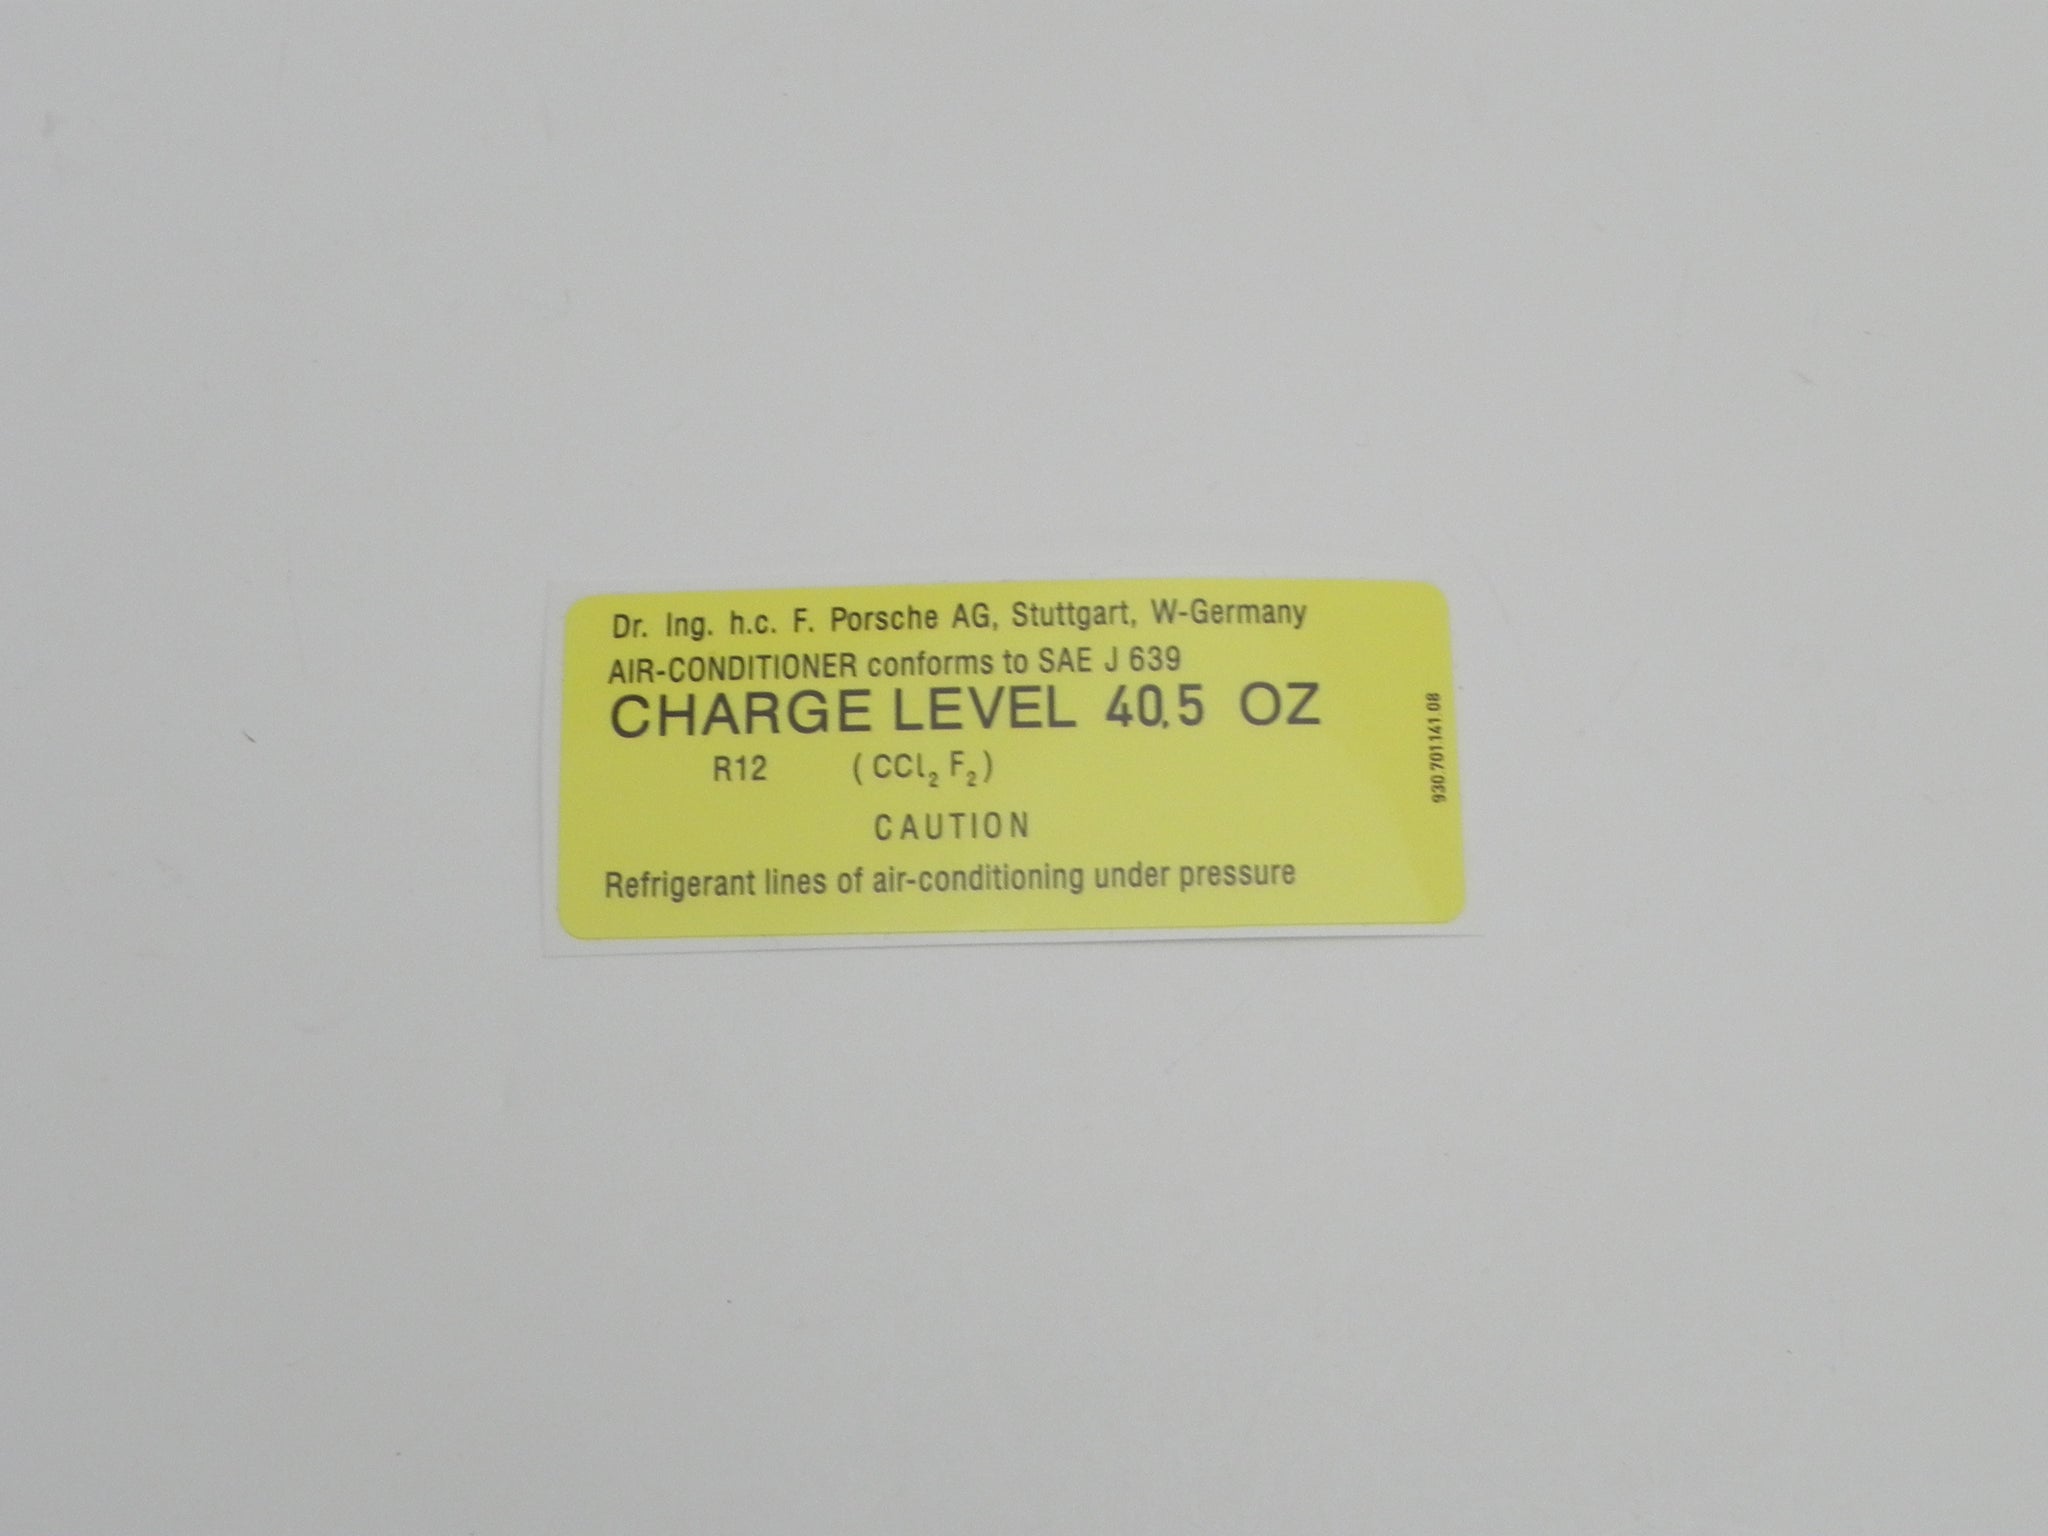 Dr. Ing. h.c. F. Porsche AG, Stuttgart, W-Germany
AIR-CONDITIONER conforms to SAE J 639
CHARGE LEVEL 40,5 OZ
R12 (CCl₂ F₂)
CAUTION
Refrigerant lines of air-conditioning under pressure
930.701.141.08